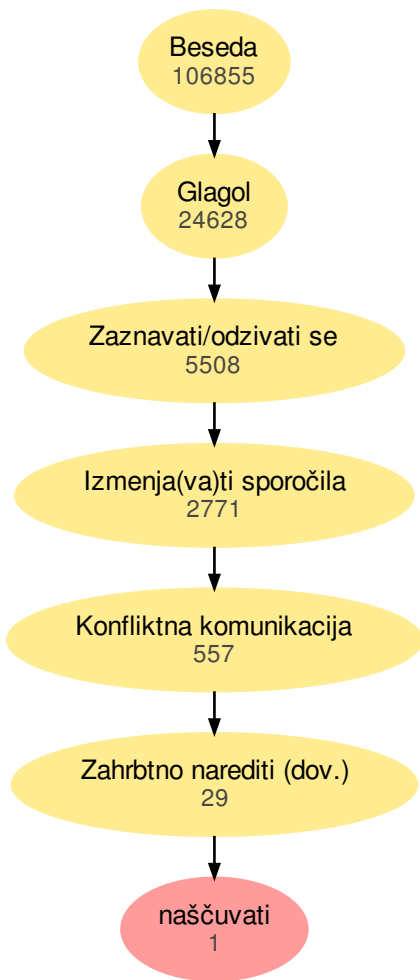 Beseda
106855
Glagol
24628
Zaznavati/odzivati se
5508
Izmenja(va)ti sporočila
2771
Konfliktna komunikacija
557
Zahrbtno narediti (dov.)
29
naščuvati
1